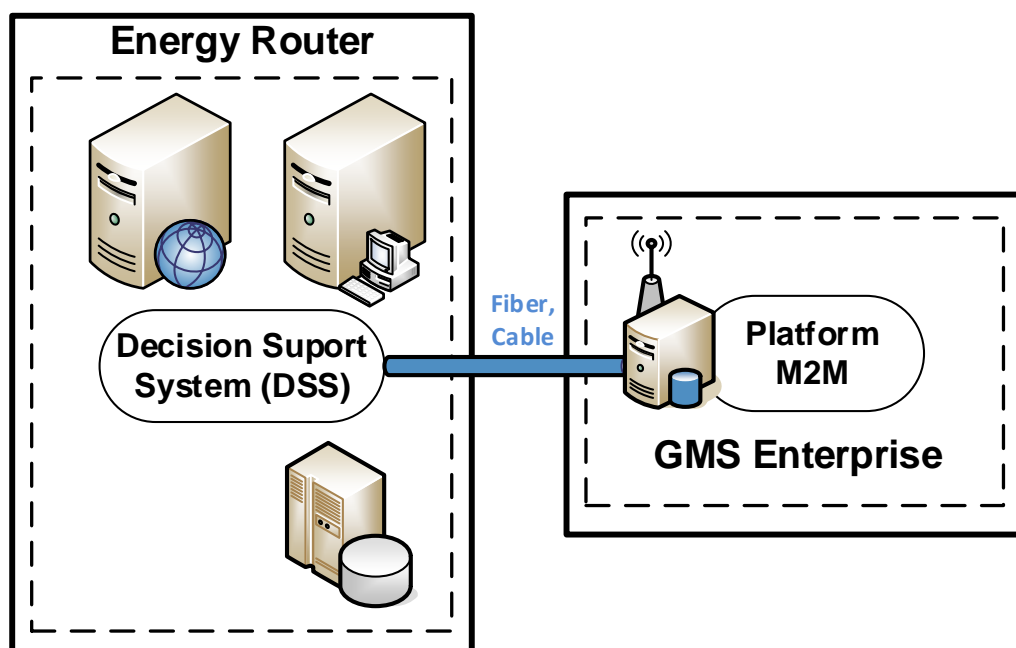 Energy Router
Decision Suport
System (DSS)
Fiber,
Cable
Platform
M2M
GMS Enterprise